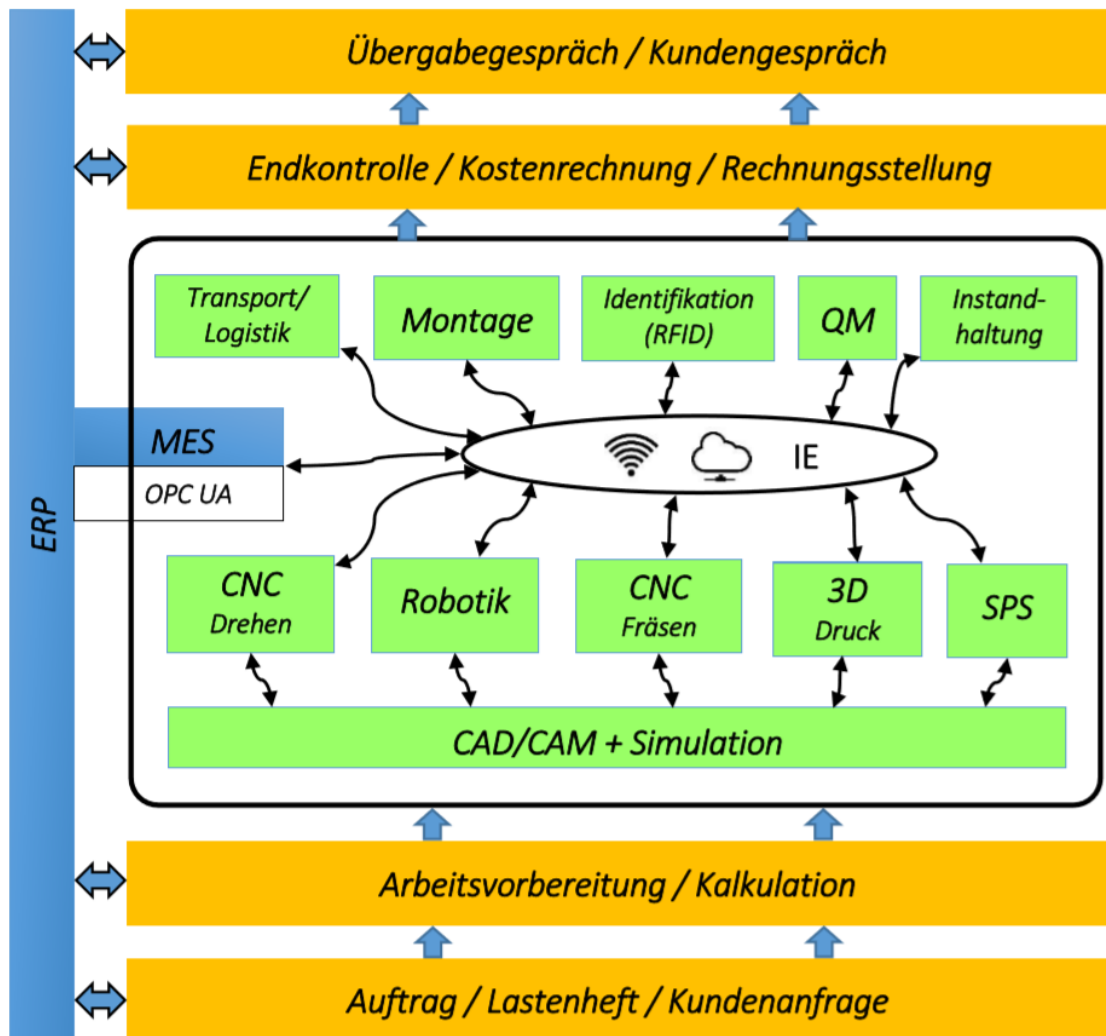 Übergabegespräch / Kundengespräch
Endkontrolle / Kostenrechnung / Rechnungsstellung
Transport/
Logistik
Montage
Identifikation
(RFID)
QM
Instand-
haltung
MES
OPC UA
IE
ERP
CNC
Drehen
Robotik
CNC
Fräsen
3D
Druck
SPS
CAD/CAM + Simulation
Arbeitsvorbereitung / Kalkulation
Auftrag / Lastenheft / Kundenanfrage